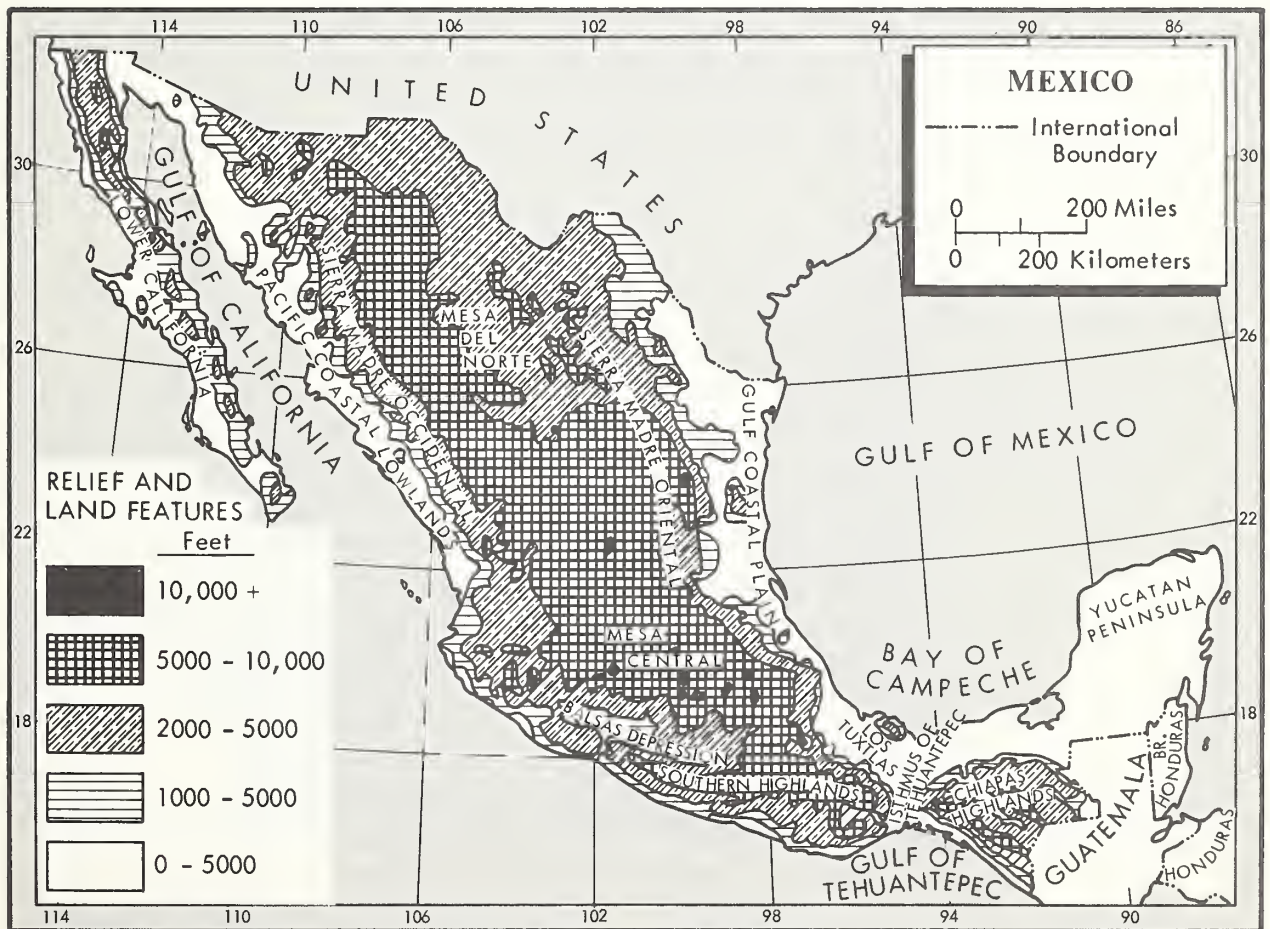 114 110 106 102 98 94 90 86
UNITED STATES
MEXICO
International
Boundary
0 200 Miles
0 200 Kilometers
30
30
26
26
22
22
18
18
GULF OF CALIFORNIA
LOWER CALIFORNIA
PACIFIC COASTAL LOWLAND
SIERRA MADRE OCCIDENTAL
MESA
DEL
NORTE
SIERRA MADRE ORIENTAL
GULF COASTAL PLAIN
GULF OF MEXICO
MESA
CENTRAL
BAY OF
CAMPECHE
YUCATAN
PENINSULA
BALSAS DEPRESSION
SOUTHERN HIGHLANDS
LOS
TUXTLAS
ISTHMUS OF
TEHUANTEPEC
CHIAPAS
HIGHLANDS
GUATEMALA
BR.
HONDURAS
HONDURAS
GULF OF
TEHUANTEPEC
RELIEF AND
LAND FEATURES
Feet
10,000 +
5000 - 10,000
2000 - 5000
1000 - 5000
0 - 5000
114 110 106 102 98 94 90